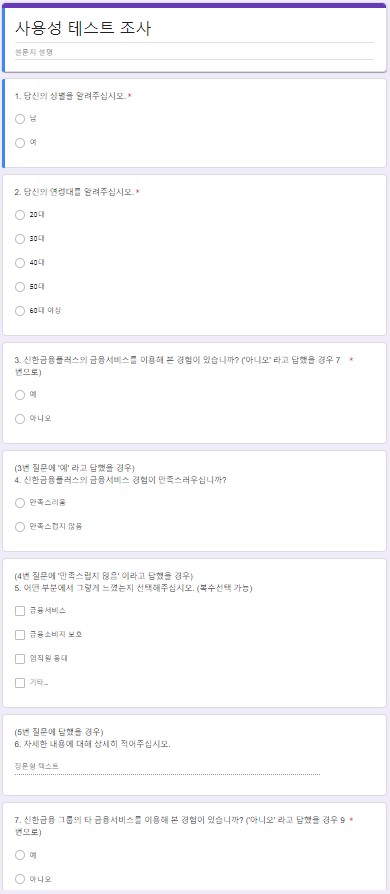 사용성 테스트 조사
설문지 설명
1. 당신의 성별을 알려주십시오. *
남
여
2. 당신의 연령대를 알려주십시오. *
20대
30대
40대
50대
60대 이상
3. 신한금융플러스의 금융서비스를 이용해 본 경험이 있습니까? ('아니오' 라고 답했을 경우 7 *
번으로)
예
아니오
(3번 질문에 '예' 라고 답했을 경우)
4. 신한금융플러스의 금융서비스 경험이 만족스러우십니까?
만족스러움
만족스럽지 않음
(4번 질문에 '만족스럽지 않음' 이라고 답했을 경우)
5. 어떤 부분에서 그렇게 느꼈는지 선택해주십시오. (복수선택 가능)
금융서비스
금융소비자 보호
임직원 응대
기타...
(5번 질문에 답했을 경우)
6. 자세한 내용에 대해 상세히 적어주십시오.
장문형 텍스트
7. 신한금융 그룹의 타 금융서비스를 이용해 본 경험이 있습니까? ('아니오' 라고 답했을 경우 9 *
번으로)
예
아니오